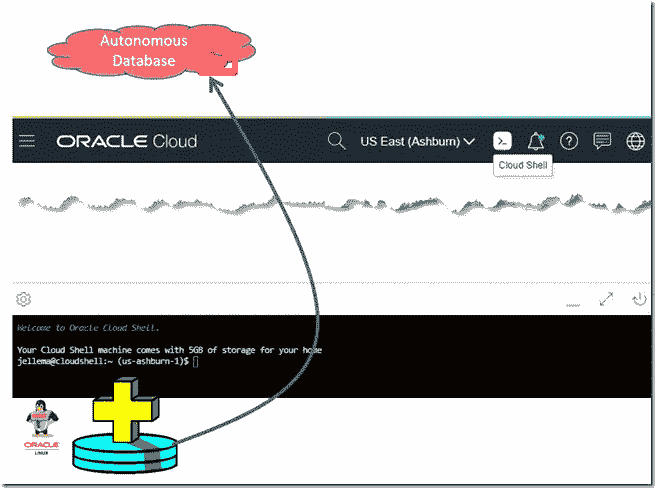 Autonomous
Database
ORACLE Cloud
US East (Ashburn)
Cloud Shell
Welcome to Oracle Cloud Shell.
Your Cloud Shell machine comes with 5GB of storage for your home
jellema@cloudshell:~ (us-ashburn-1)$
ORACLE
LINUX